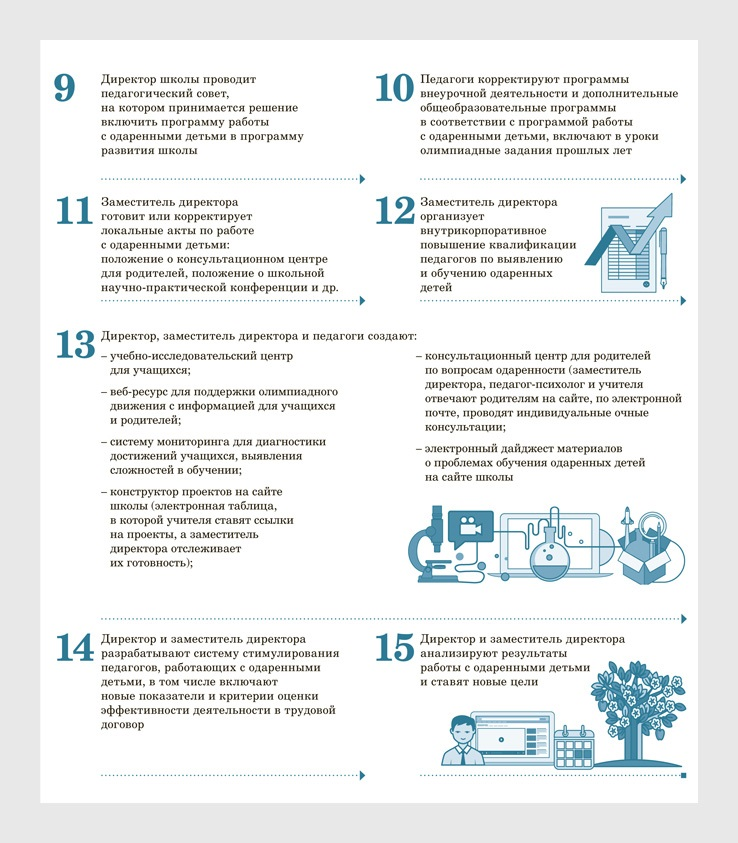 9
Директор школы проводит
педагогический совет,
на котором принимается решение
включить программу работы
с одаренными детьми в программу
развития школы
10
Педагоги корректируют программы
внеурочной деятельности и дополнительные
общеобразовательные программы
в соответствии с программой работы
с одаренными детьми, включают в уроки
олимпиадные задания прошлых лет
11
Заместитель директора
готовит или корректирует
локальные акты по работе
с одаренными детьми:
положение о консультационном центре
для родителей, положение о школьной
научно-практической конференции и др.
12
Заместитель директора
организует
внутрикорпоративное
повышение квалификации
педагогов по выявлению
и обучению одаренных
детей
13
Директор, заместитель директора и педагоги создают:
– учебно-исследовательский центр
для учащихся;
– веб-ресурс для поддержки олимпиадного
движения с информацией для учащихся
и родителей;
– систему мониторинга для диагностики
достижений учащихся, выявления
сложностей в обучении;
– конструктор проектов на сайте
школы (электронная таблица,
в которой учителя ставят ссылки
на проекты, а заместитель
директора отслеживает
их готовность);
– консультационный центр для родителей
по вопросам одаренности (заместитель
директора, педагог-психолог и учителя
отвечают родителям на сайте, по электронной
почте, проводят индивидуальные очные
консультации;
– электронный дайджест материалов
о проблемах обучения одаренных детей
на сайте школы
14
Директор и заместитель директора
разрабатывают систему стимулирования
педагогов, работающих с одаренными
детьми, в том числе включают
новые показатели и критерии оценки
эффективности деятельности в трудовой
договор
15
Директор и заместитель директора
анализируют результаты
работы с одаренными детьми
и ставят новые цели